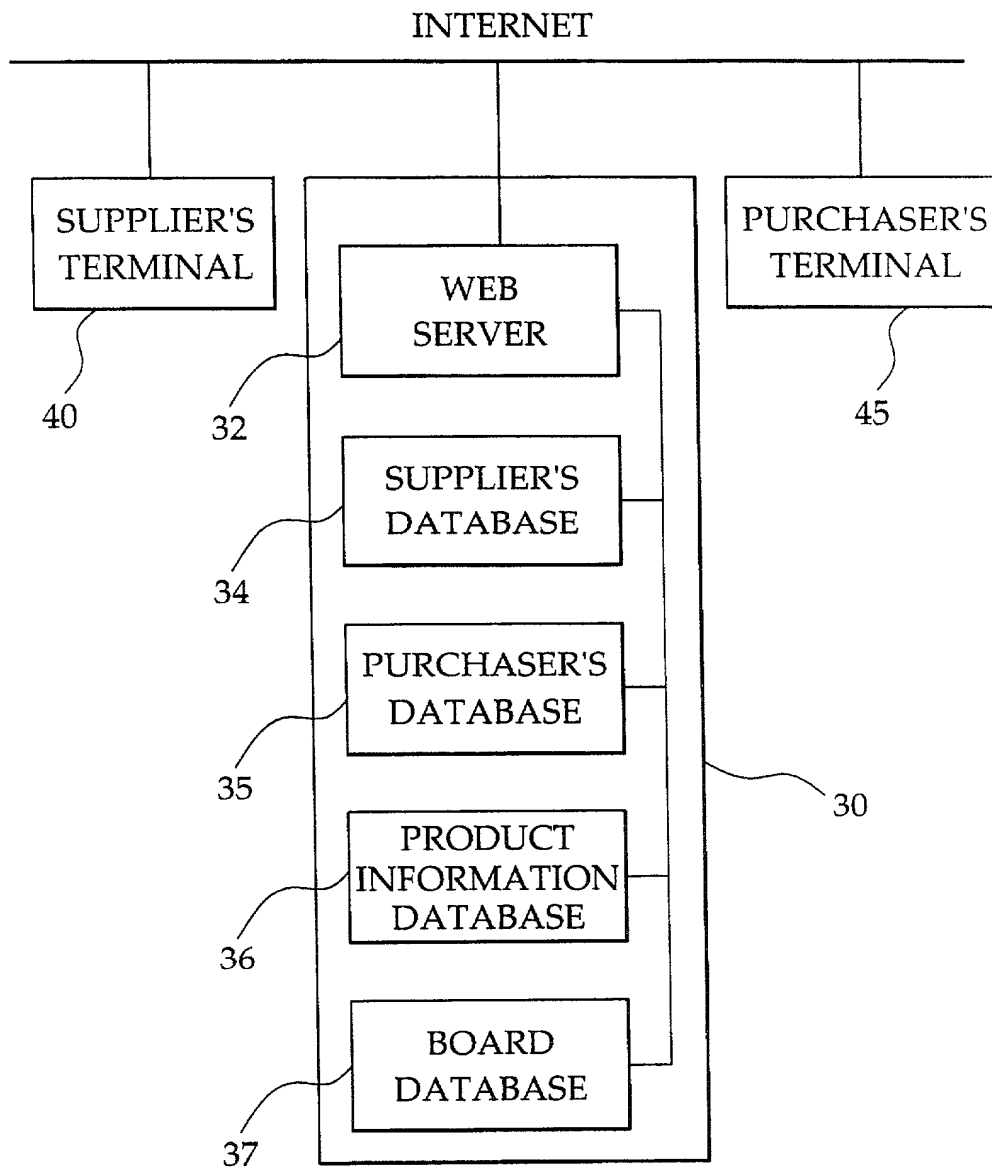 INTERNET
SUPPLIER'S
TERMINAL
PURCHASER'S
TERMINAL
WEB
SERVER
40
32
45
SUPPLIER'S
DATABASE
34
PURCHASER'S
DATABASE
35
30
PRODUCT
INFORMATION
DATABASE
36
BOARD
DATABASE
37